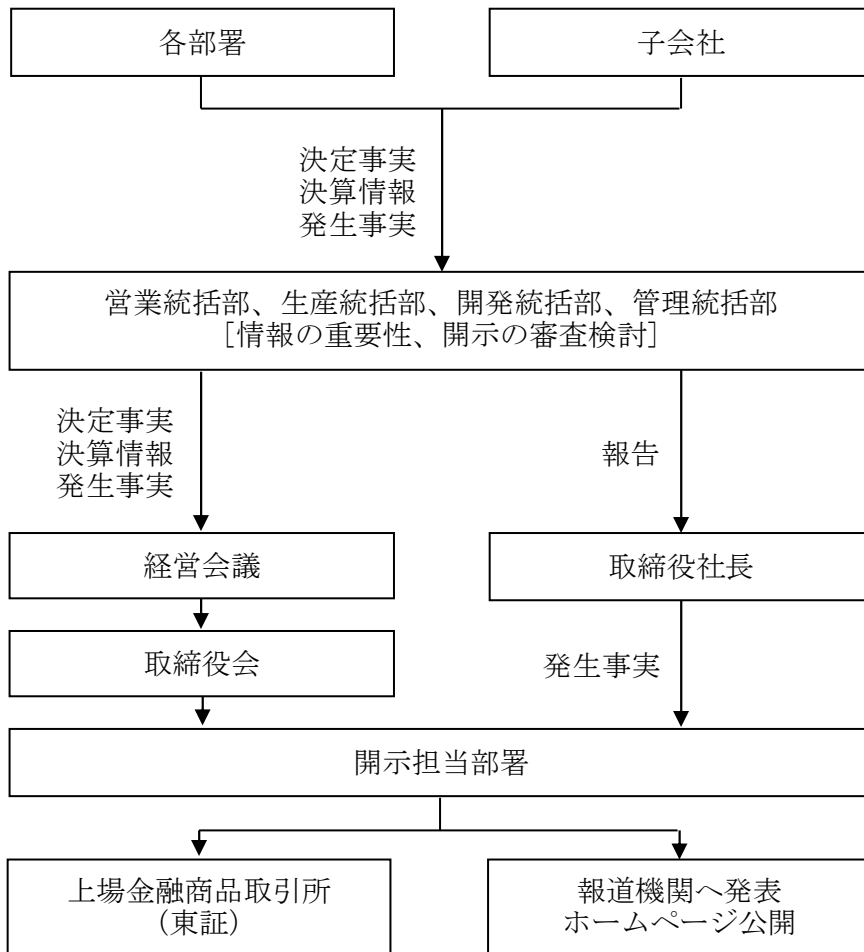 各部署
子会社
決定事実
決算情報
発生事実
営業統括部、生産統括部、開発統括部、管理統括部
［情報の重要性、開示の審査検討］
決定事実
決算情報
発生事実
報告
経営会議
取締役社長
取締役会
発生事実
開示担当部署
上場金融商品取引所
（東証）
報道機関へ発表
ホームページ公開